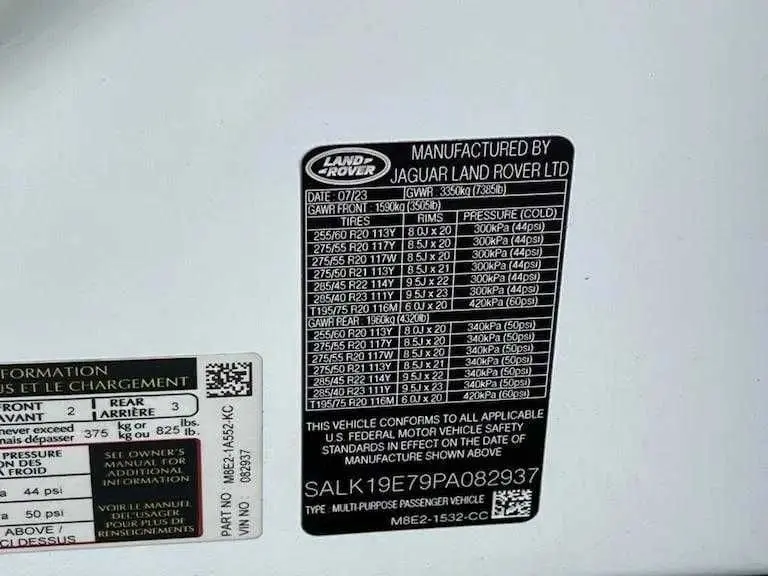 LAND-
ROVER
MANUFACTURED BY
JAGUAR LAND ROVER LTD
DATE: 07/23 GVWR: 3350kg (7385lb)
GAWR FRONT: 1590kg (3505lb)
TIRES RIMS PRESSURE (COLD)
255/60 R20 113Y 8.0J x 20 300kPa (44psi)
275/55 R20 117Y 8.5J x 20 300kPa (44psi)
275/55 R20 117W 8.5J x 20 300kPa (44psi)
275/50 R21 113Y 8.5J x 21 300kPa (44psi)
285/45 R22 114Y 9.5J x 22 300kPa (44psi)
285/40 R23 111Y 9.5J x 23 300kPa (44psi)
T195/75 R20 116M 6.0J x 20 420kPa (60psi)
GAWR REAR 1960kg (4320lb)
255/60 R20 113Y 8.0J x 20 340kPa (50psi)
275/55 R20 117Y 8.5J x 20 340kPa (50psi)
275/55 R20 117W 8.5J x 20 340kPa (50psi)
275/50 R21 113Y 8.5J x 21 340kPa (50psi)
285/45 R22 114Y 9.5J x 22 340kPa (50psi)
285/40 R23 111Y 9.5J x 23 340kPa (50psi)
T195/75 R20 116M 6.0J x 20 420kPa (60psi)
THIS VEHICLE CONFORMS TO ALL APPLICABLE
U.S. FEDERAL MOTOR VEHICLE SAFETY
STANDARDS IN EFFECT ON THE DATE OF
MANUFACTURE SHOWN ABOVE
SALK19E79PA082937
TYPE: MULTI-PURPOSE PASSENGER VEHICLE
M8E2-1532-CC
FORMATION
US ET LE CHARGEMENT
FRONT 2 REAR 3
AVANT ARRIÈRE
never exceed 375 kg or 825 lbs.
mais dépasser kg ou lb.
PRESSURE
ON DES
À FROID
a 44 psi
a 50 psi
ABOVE /
CI DESSUS
SEE OWNER'S
MANUAL FOR
ADDITIONAL
INFORMATION
VOIR LE MANUEL
DE L'USAGER
POUR PLUS DE
RENSEIGNEMENTS
PART NO M8E2-1A552-KC
VIN NO : 082937